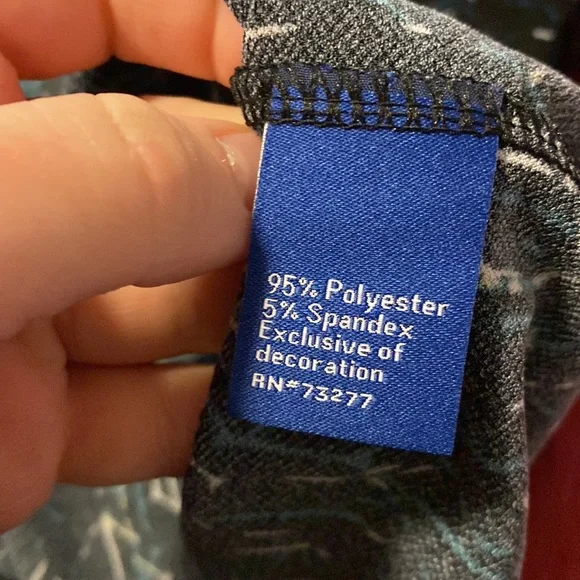 95% Polyester
5% Spandex
Exclusive of
decoration
RN#73277